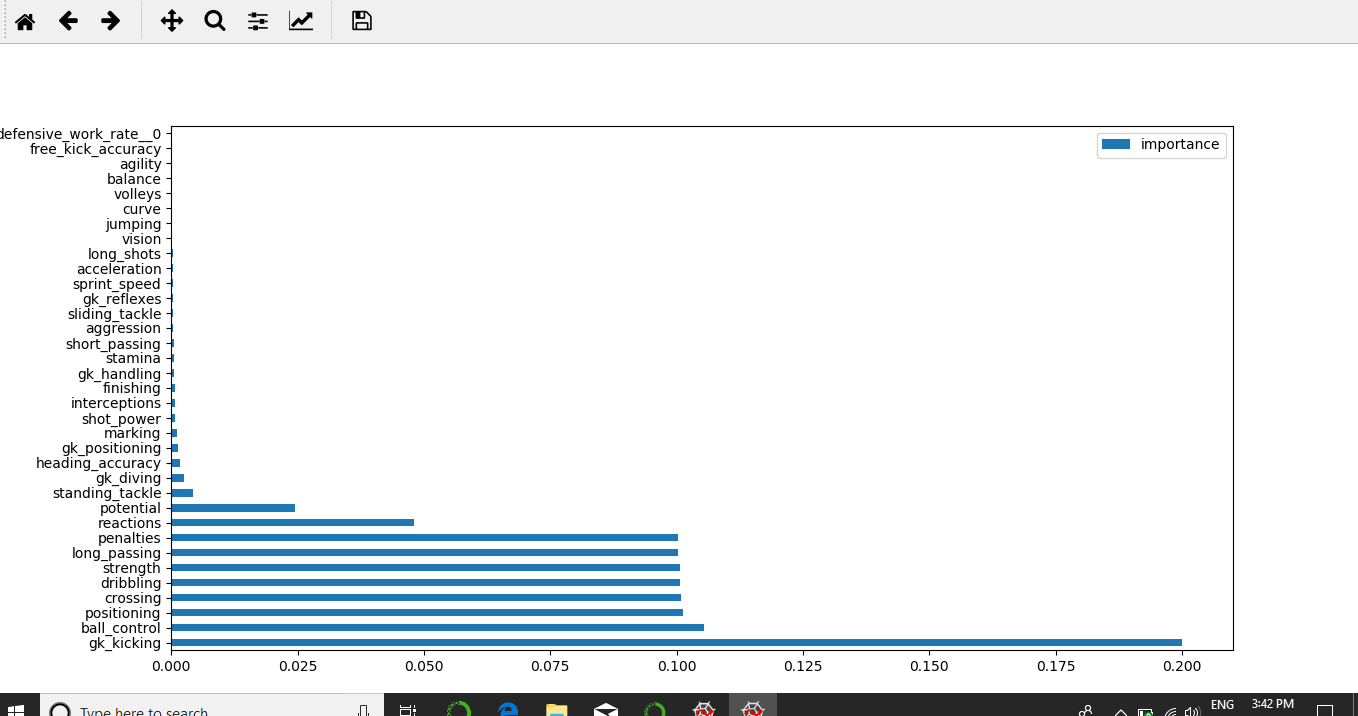 defensive_work_rate__0
free_kick_accuracy
agility
balance
volleys
curve
jumping
vision
long_shots
acceleration
sprint_speed
gk_reflexes
sliding_tackle
aggression
short_passing
stamina
gk_handling
finishing
interceptions
shot_power
marking
gk_positioning
heading_accuracy
gk_diving
standing_tackle
potential
reactions
penalties
long_passing
strength
dribbling
crossing
positioning
ball_control
gk_kicking
importance
0.000 0.025 0.050 0.075 0.100 0.125 0.150 0.175 0.200
Type here to search
ENG 3:42 PM